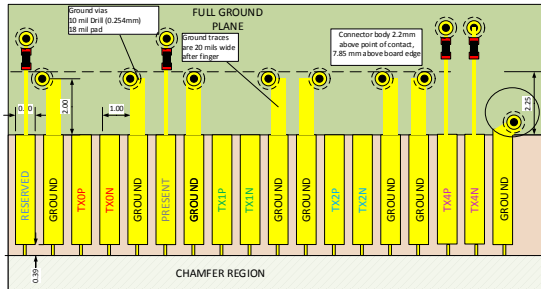 Ground vias
10 mil Drill (0.254mm)
18 mil pad
FULL GROUND
PLANE
Ground traces
are 20 mils wide
after finger
Connector body 2.2mm
above point of contact,
7.85 mm above board edge
2.00
1.00
2.25
RESERVED
GROUND
TX0P
TX0N
GROUND
PRESENT
GROUND
TX1P
TX1N
GROUND
GROUND
TX2P
TX2N
GROUND
GROUND
TX4P
TX4N
GROUND
0.39
CHAMFER REGION